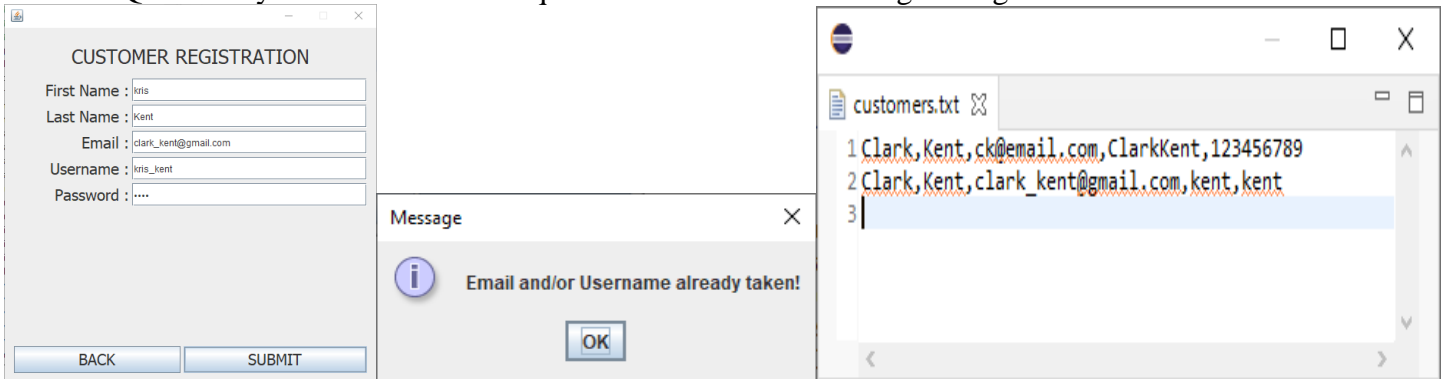 CUSTOMER REGISTRATION
First Name : kris
Last Name : Kent
Email : clark_kent@gmail.com
Username : kris_kent
Password : ••••
BACK SUBMIT
Message
Email and/or Username already taken!
OK
customers.txt
1 Clark,Kent,ck@email.com,ClarkKent,123456789
2 Clark,Kent,clark_kent@gmail.com,kent,kent
3